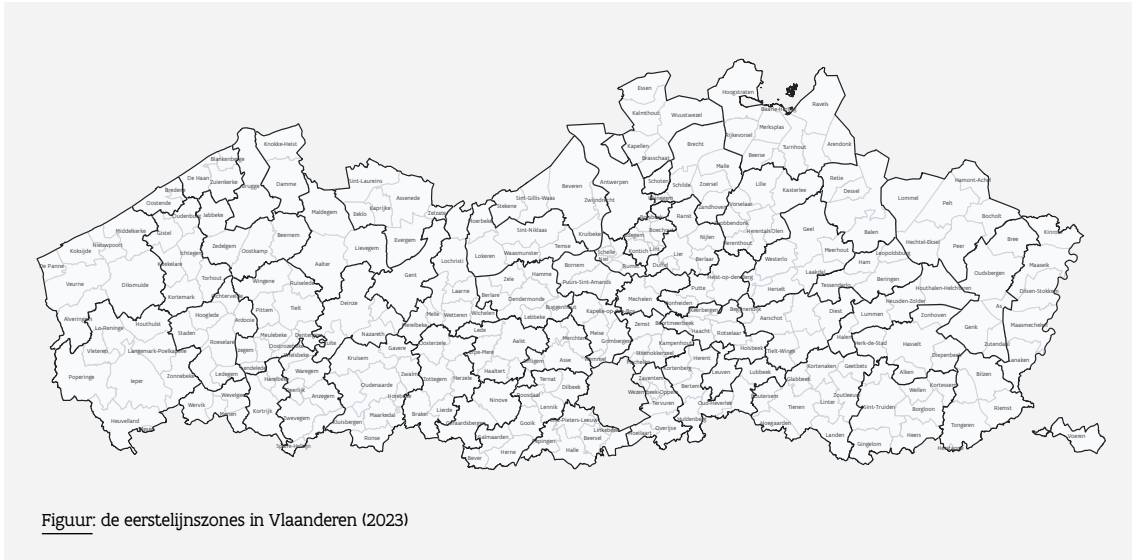 Essen
Hoogstraten
Ravels
Kalmthout
Wuustwezel
Baarle-Hertog
Merksplas
Rijkevorsel
Knokke-Heist
Brecht
Turnhout
Arendonk
Kapellen
Beerse
Blankenberge
Brasschaat
Malle
De Haan
Zuienkerke
Damme
Sint-Laureins
Beveren
Antwerpen
Schoten
Schilde
Zoersel
Lille
Kasterlee
Retie
Dessel
Hamont-Achel
Bredene
Brugge
Assenede
Sint-Gillis-Waas
Zwijndrecht
Lommel
Pelt
Oostende
Kaprijke
Stekene
Zandhoven
Vorselaar
Oudenburg
Jabbeke
Maldegem
Eeklo
Zelzate
Moerbeke
Ranst
Bocholt
Middelkerke
Gistel
Beernem
Evergem
Sint-Niklaas
Kruibeke
Boechout
Nijlen
Herentals
Olen
Geel
Balen
Kinrooi
Nieuwpoort
Zedelgem
Lievegem
Temse
Herenthout
Hechtel-Eksel
Peer
Bree
Koksijde
Ichtegem
Oostkamp
Lokeren
Waasmunster
Schelle
Kontich
Lint
Lier
Berlaar
Westerlo
Meerhout
Leopoldsburg
De Panne
Koekelare
Aalter
Lochristi
Bornem
Rumst
Duffel
Laakdal
Ham
Oudsbergen
Maaseik
Veurne
Diksmuide
Torhout
Wingene
Ruiselede
Gent
Zele
Hamme
Puurs-Sint-Amands
Heist-op-den-Berg
Putte
Herselt
Tessenderlo
Beringen
Houthalen-Helchteren
Dilsen-Stokkem
Kortemark
Lichtervelde
Deinze
Laarne
Berlare
Dendermonde
Mechelen
Bonheiden
Heusden-Zolder
As
Alveringem
Lo-Reninge
Houthulst
Hooglede
Pittem
Tielt
Melle
Wetteren
Wichelen
Buggenhout
Kapelle-op-den-Bos
Keerbergen
Begijnendijk
Aarschot
Diest
Lummen
Zonhoven
Genk
Maasmechelen
Staden
Ardooie
Meulebeke
Dentergem
Nazareth
Merelbeke
Lede
Lebbeke
Meise
Zemst
Boortmeerbeek
Haacht
Rotselaar
Halen
Herk-de-Stad
Hasselt
Zutendaal
Vleteren
Langemark-Poelkapelle
Roeselare
Izegem
Oostrozebeke
Zulte
Gavere
Oosterzele
Erpe-Mere
Aalst
Merchtem
Grimbergen
Kampenhout
Holsbeek
Tielt-Winge
Diepenbeek
Lanaken
Poperinge
Ieper
Zonnebeke
Ledegem
Lendelede
Wielsbeke
Waregem
Kruisem
Zwalm
Zottegem
Herzele
Haaltert
Asse
Steenokkerzeel
Herent
Leuven
Lubbeek
Glabbeek
Kortenaken
Geetbets
Alken
Bilzen
Harelbeke
Deerlijk
Anzegem
Oudenaarde
Horebeke
Ternat
Dilbeek
Zaventem
Kortenberg
Bertem
Wezembeek-Oppem
Boutersem
Zoutleeuw
Wellen
Kortessem
Wervik
Wevelgem
Menen
Kortrijk
Zwevegem
Kluisbergen
Maarkedal
Brakel
Lierde
Ninove
Roosdaal
Lennik
Tervuren
Oud-Heverlee
Tienen
Linter
Sint-Truiden
Borgloon
Riemst
Heuvelland
Mesen
Spiere-Helkijn
Ronse
Geraardsbergen
Gooik
Sint-Pieters-Leeuw
Linkebeek
Hoeilaart
Overijse
Huldenberg
Hoegaarden
Landen
Gingelom
Heers
Tongeren
Voeren
Galmaarden
Pepingen
Beersel
Bever
Herne
Halle
Herstappe
Figuur: de eerstelijnszones in Vlaanderen (2023)